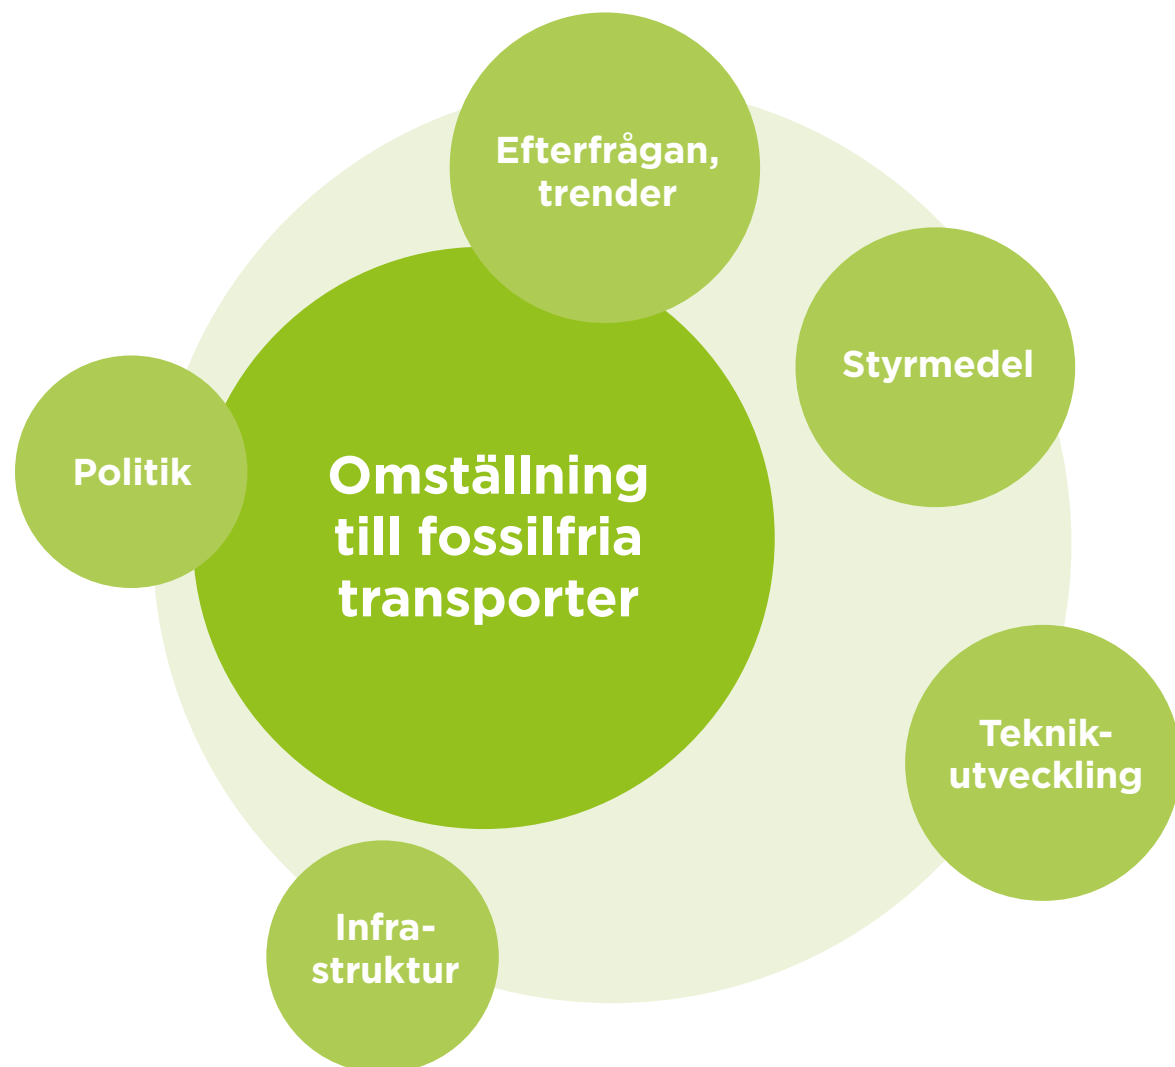 Efterfrågan,
trender
Styrmedel
Politik
Omställning
till fossilfria
transporter
Teknik-
utveckling
Infra-
struktur